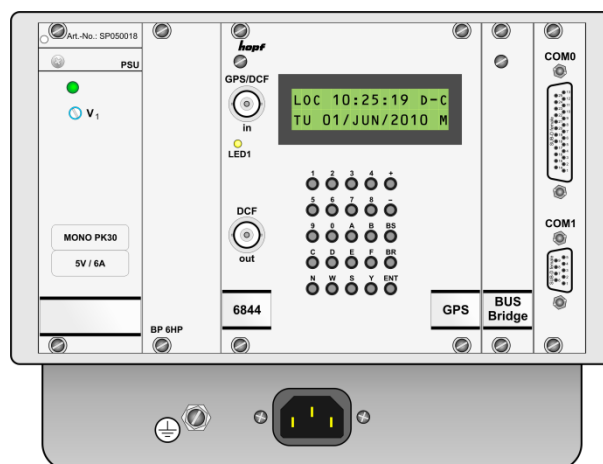 Art.-No.: SP050018
PSU
V1
MONO PK30
5V / 6A
BP 6HP
hopf
GPS/DCF
in
LED1
DCF
out
6844
LOC 10:25:19 D-C
TU 01/JUN/2010 M
1 2 3 4 +
5 6 7 8 –
9 0 A B BS
C D E F BR
N W S Y ENT
GPS
BUS
Bridge
COM0
COM1